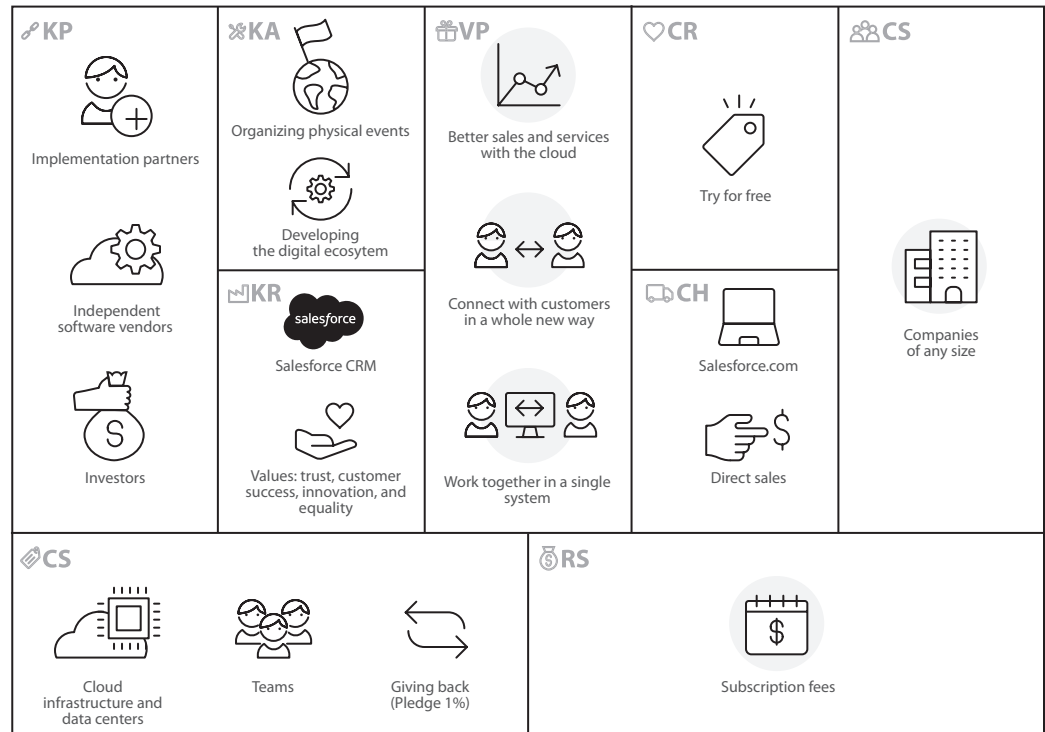 KP
Implementation partners
Independent
software vendors
Investors
KA
Organizing physical events
Developing
the digital ecosytem
KR
salesforce
Salesforce CRM
Values: trust, customer
success, innovation, and
equality
VP
Better sales and services
with the cloud
Connect with customers
in a whole new way
Work together in a single
system
CR
Try for free
CH
Salesforce.com
$
Direct sales
CS
Companies
of any size
CS
Cloud
infrastructure and
data centers
Teams
Giving back
(Pledge 1%)
RS
$
Subscription fees